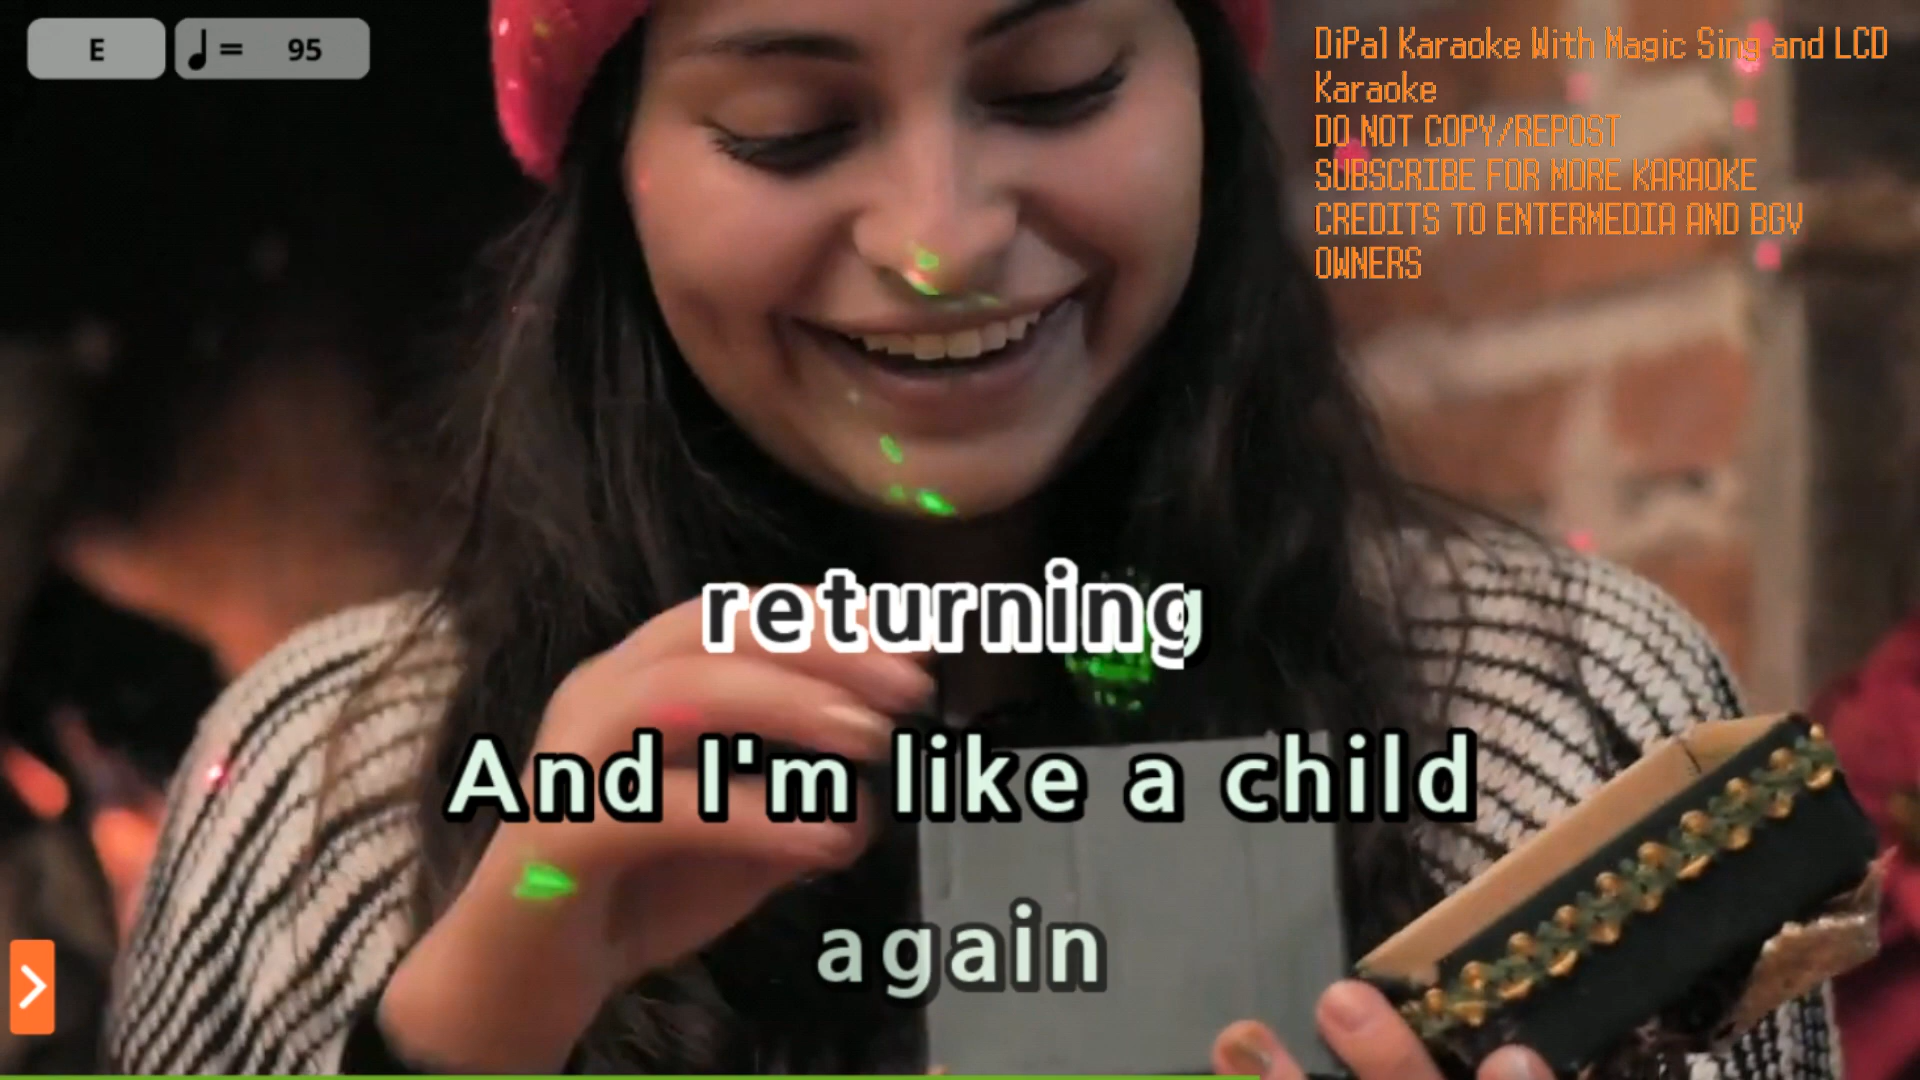 E
♩= 95
DiPal Karaoke With Magic Sing and LCD
Karaoke
DO NOT COPY/REPOST
SUBSCRIBE FOR MORE KARAOKE
CREDITS TO ENTERMEDIA AND BGV
OWNERS
returning
And I'm like a child
again